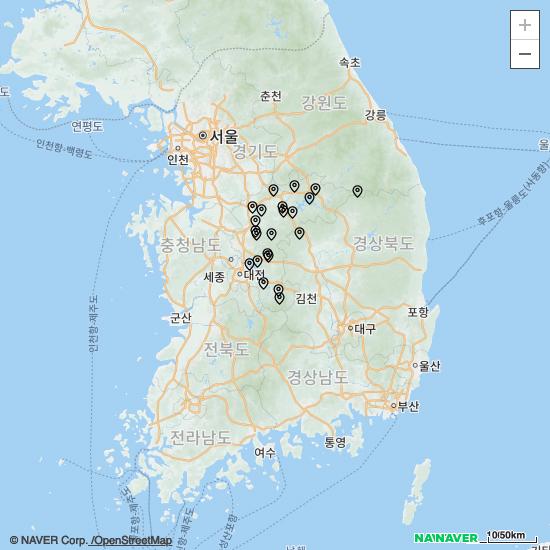 +
−
속초
춘천
강원도
강릉
도
연평도
서울
인천항-백령도
인천
경기도
울
후포항-울릉도(사동항)
충청남도
경상북도
세종
대전
김천
인천항-제주도
군산
포항
대구
전북도
울산
경상남도
부산
전라남도
통영
여수
© NAVER Corp. /OpenStreetMap
NAVER
10/50km